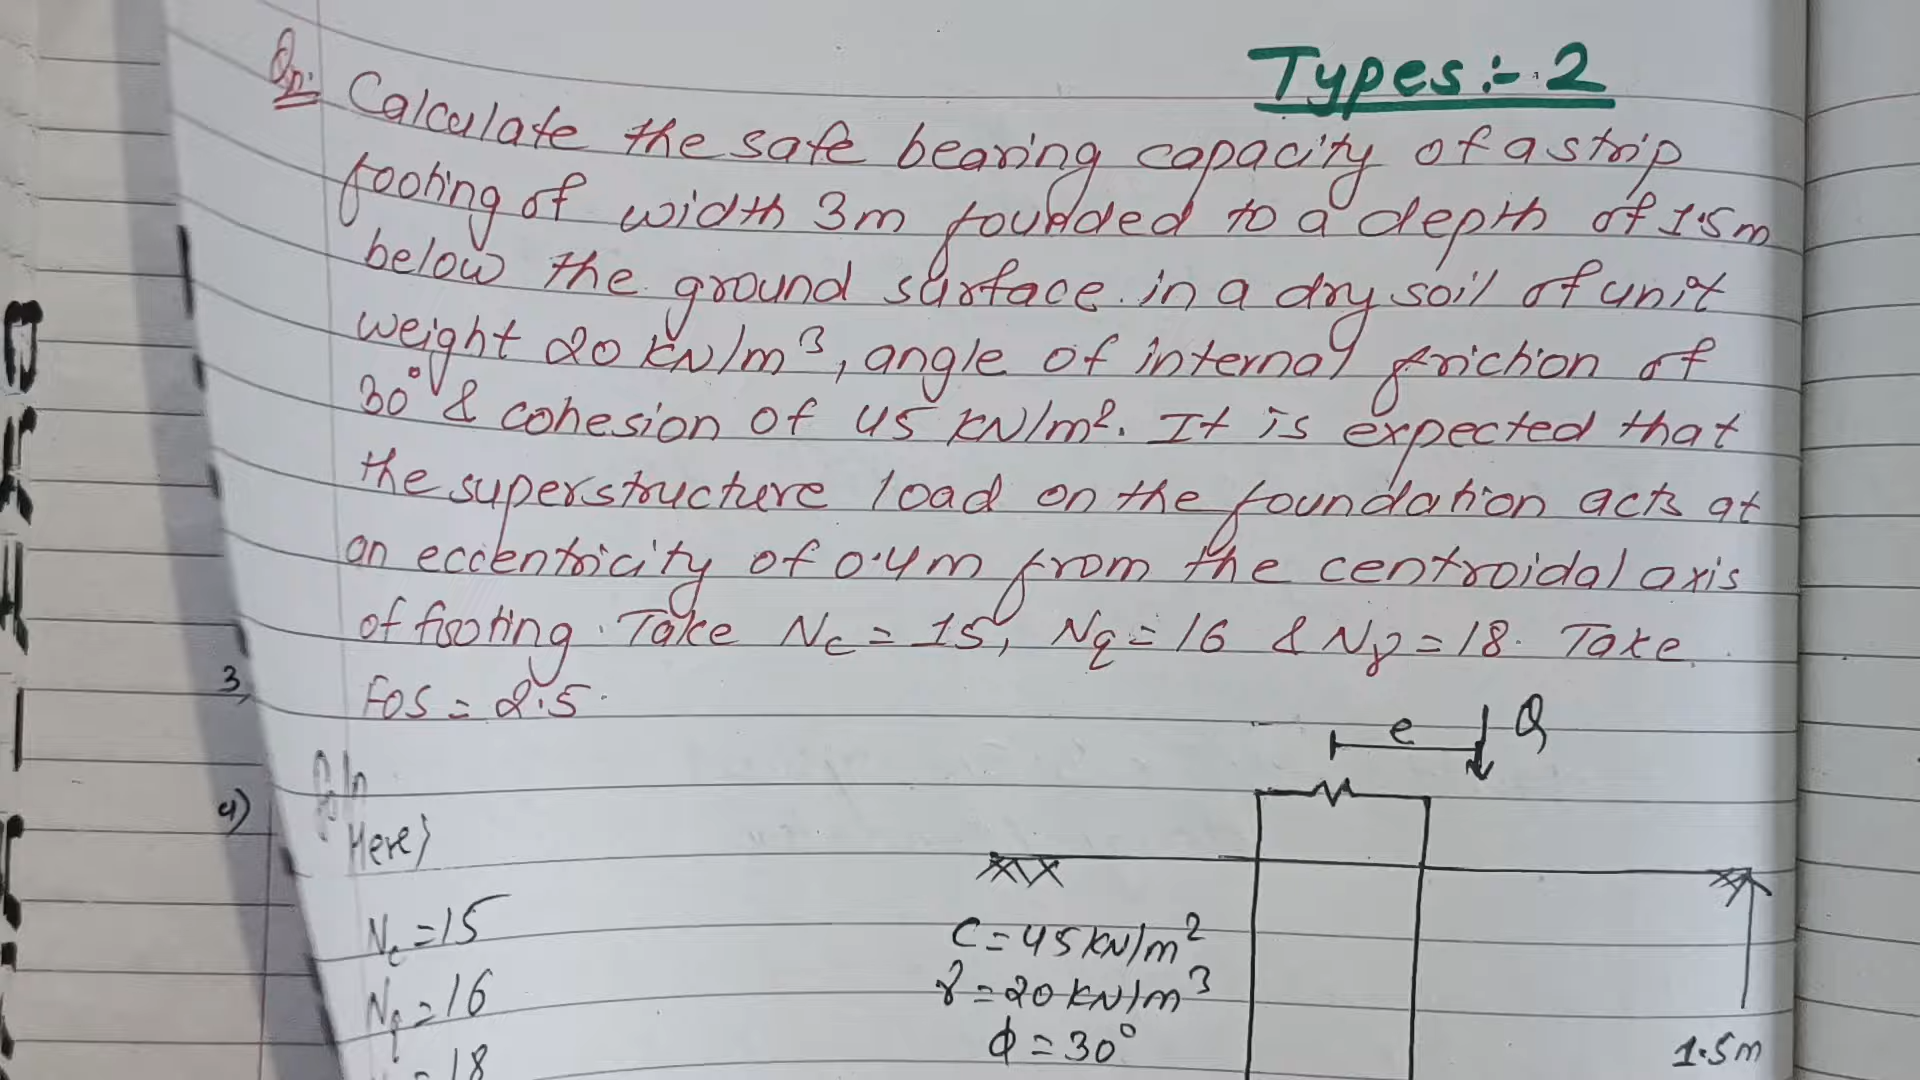 Types:- 2
Qn: Calculate the safe bearing capacity of a strip
footing of width 3m founded to a depth of 1.5m
below the ground surface in a dry soil of unit
weight 20 KN/m³, angle of internal friction of
30° & cohesion of 45 KN/m². It is expected that
the superstructure load on the foundation acts at
an eccentricity of 0.4m from the centroidal axis
of footing. Take Nc = 15, Nq = 16 & Nγ = 18. Take
FOS = 2.5.
3,
e Q
Soln
4)
Here,
Nc = 15
C = 45 KN/m²
Nq = 16
γ = 20 KN/m³
φ = 30°
1.5m
= 18